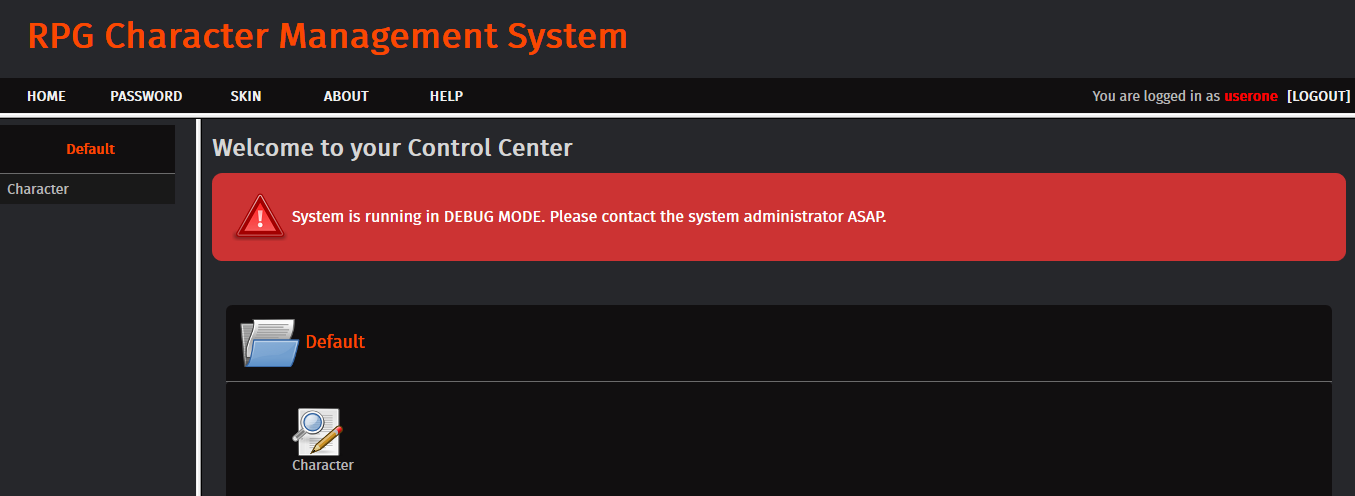 RPG Character Management System
HOME PASSWORD SKIN ABOUT HELP You are logged in as userone [LOGOUT]
Default
Character
Welcome to your Control Center
System is running in DEBUG MODE. Please contact the system administrator ASAP.
Default
Character